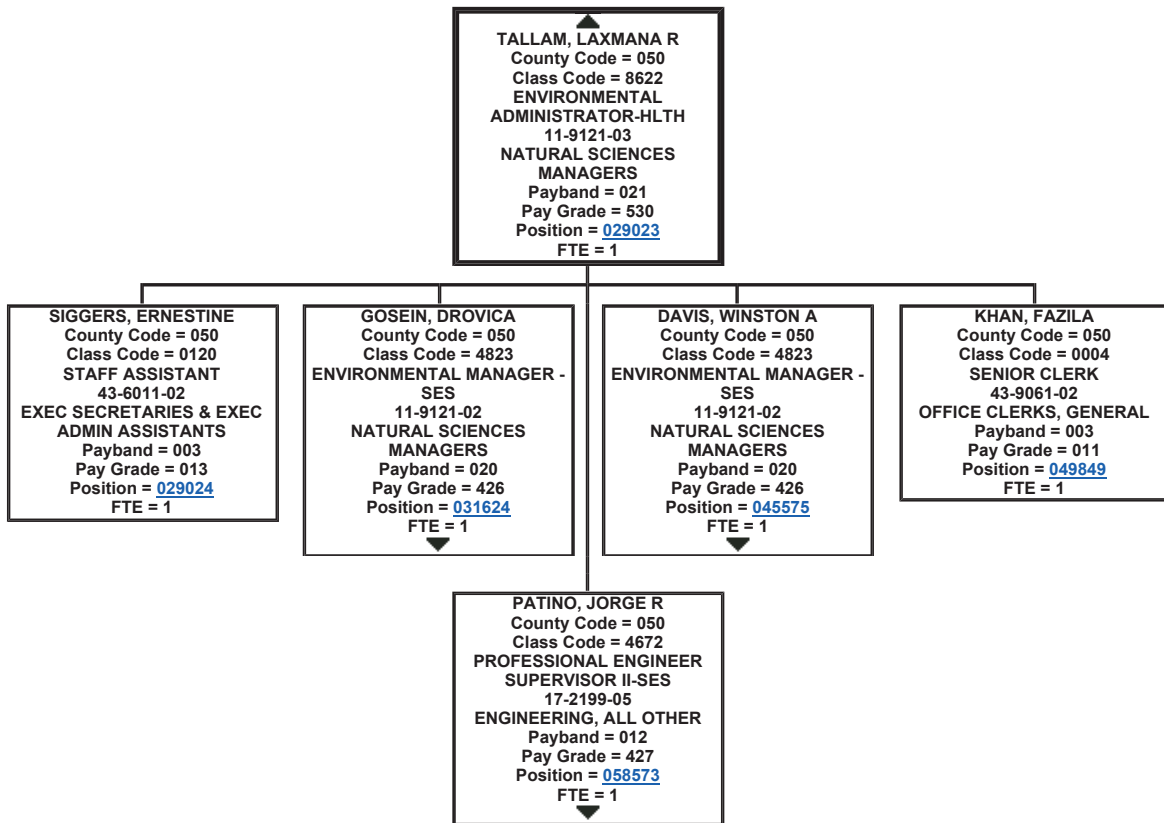 TALLAM, LAXMANA R
County Code = 050
Class Code = 8622
ENVIRONMENTAL
ADMINISTRATOR-HLTH
11-9121-03
NATURAL SCIENCES
MANAGERS
Payband = 021
Pay Grade = 530
Position = 029023
FTE = 1
SIGGERS, ERNESTINE
County Code = 050
Class Code = 0120
STAFF ASSISTANT
43-6011-02
EXEC SECRETARIES & EXEC
ADMIN ASSISTANTS
Payband = 003
Pay Grade = 013
Position = 029024
FTE = 1
GOSEIN, DROVICA
County Code = 050
Class Code = 4823
ENVIRONMENTAL MANAGER -
SES
11-9121-02
NATURAL SCIENCES
MANAGERS
Payband = 020
Pay Grade = 426
Position = 031624
FTE = 1
DAVIS, WINSTON A
County Code = 050
Class Code = 4823
ENVIRONMENTAL MANAGER -
SES
11-9121-02
NATURAL SCIENCES
MANAGERS
Payband = 020
Pay Grade = 426
Position = 045575
FTE = 1
KHAN, FAZILA
County Code = 050
Class Code = 0004
SENIOR CLERK
43-9061-02
OFFICE CLERKS, GENERAL
Payband = 003
Pay Grade = 011
Position = 049849
FTE = 1
PATINO, JORGE R
County Code = 050
Class Code = 4672
PROFESSIONAL ENGINEER
SUPERVISOR II-SES
17-2199-05
ENGINEERING, ALL OTHER
Payband = 012
Pay Grade = 427
Position = 058573
FTE = 1